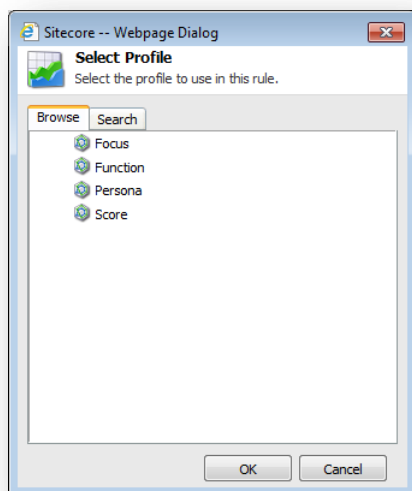 Sitecore -- Webpage Dialog
Select Profile
Select the profile to use in this rule.
Browse Search
Focus
Function
Persona
Score
OK Cancel